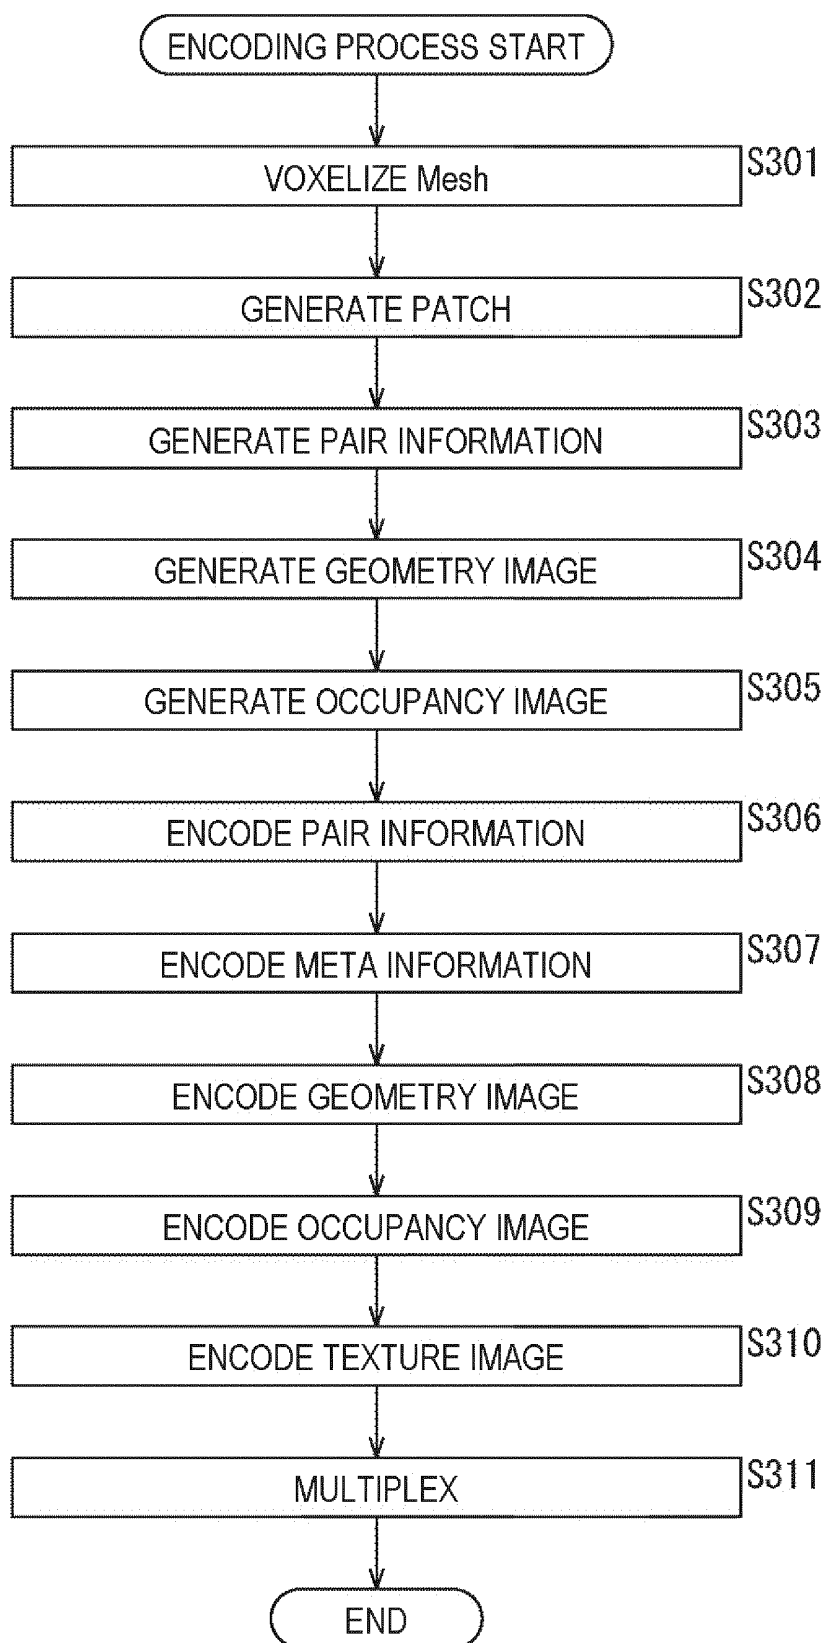 ENCODING PROCESS START
S301
VOXELIZE Mesh
S302
GENERATE PATCH
S303
GENERATE PAIR INFORMATION
S304
GENERATE GEOMETRY IMAGE
S305
GENERATE OCCUPANCY IMAGE
S306
ENCODE PAIR INFORMATION
S307
ENCODE META INFORMATION
S308
ENCODE GEOMETRY IMAGE
S309
ENCODE OCCUPANCY IMAGE
S310
ENCODE TEXTURE IMAGE
S311
MULTIPLEX
END